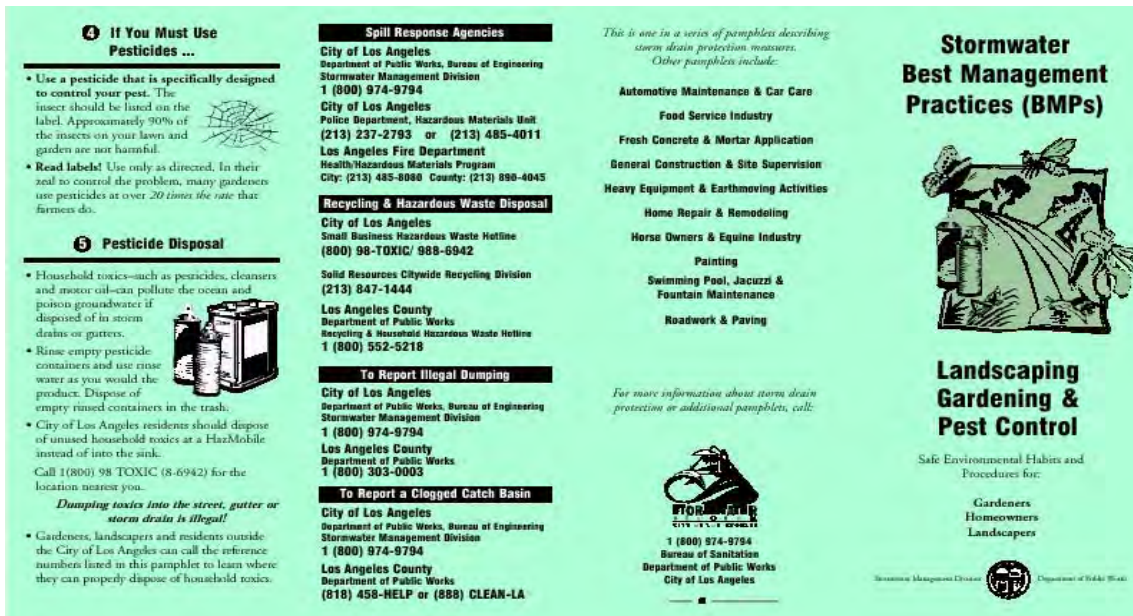 4 If You Must Use
Pesticides ...
• Use a pesticide that is specifically designed
to control your pest. The
insect should be listed on the
label. Approximately 90% of
the insects on your lawn and
garden are not harmful.
• Read labels! Use only as directed. In their
zeal to control the problem, many gardeners
use pesticides at over 20 times the rate that
farmers do.
5 Pesticide Disposal
• Household toxics–such as pesticides, cleansers
and motor oil–can pollute the ocean and
poison groundwater if
disposed of in storm
drains or gutters.
• Rinse empty pesticide
containers and use rinse
water as you would the
product. Dispose of
empty rinsed containers in the trash.
• City of Los Angeles residents should dispose
of unused household toxics at a HazMobile
instead of into the sink.
Call 1(800) 98 TOXIC (8-6942) for the
location nearest you.
Dumping toxics into the street, gutter or
storm drain is illegal!
• Gardeners, landscapers and residents outside
the City of Los Angeles can call the reference
numbers listed in this pamphlet to learn where
they can properly dispose of household toxics.
Spill Response Agencies
City of Los Angeles
Department of Public Works, Bureau of Engineering
Stormwater Management Division
1 (800) 974-9794
City of Los Angeles
Police Department, Hazardous Materials Unit
(213) 237-2793 or (213) 485-4011
Los Angeles Fire Department
Health/Hazardous Materials Program
City: (213) 485-8080 County: (213) 890-4045
Recycling & Hazardous Waste Disposal
City of Los Angeles
Small Business Hazardous Waste Hotline
(800) 98-TOXIC/ 988-6942
Solid Resources Citywide Recycling Division
(213) 847-1444
Los Angeles County
Department of Public Works
Recycling & Household Hazardous Waste Hotline
1 (800) 552-5218
To Report Illegal Dumping
City of Los Angeles
Department of Public Works, Bureau of Engineering
Stormwater Management Division
1 (800) 974-9794
Los Angeles County
Department of Public Works
1 (800) 303-0003
To Report a Clogged Catch Basin
City of Los Angeles
Department of Public Works, Bureau of Engineering
Stormwater Management Division
1 (800) 974-9794
Los Angeles County
Department of Public Works
(818) 458-HELP or (888) CLEAN-LA
This is one in a series of pamphlets describing
storm drain protection measures.
Other pamphlets include:
Automotive Maintenance & Car Care
Food Service Industry
Fresh Concrete & Mortar Application
General Construction & Site Supervision
Heavy Equipment & Earthmoving Activities
Home Repair & Remodeling
Horse Owners & Equine Industry
Painting
Swimming Pool, Jacuzzi &
Fountain Maintenance
Roadwork & Paving
For more information about storm drain
protection or additional pamphlets, call:
STORMWATER
1 (800) 974-9794
Bureau of Sanitation
Department of Public Works
City of Los Angeles
Stormwater
Best Management
Practices (BMPs)
Landscaping
Gardening &
Pest Control
Safe Environmental Habits and
Procedures for:
Gardeners
Homeowners
Landscapers
Stormwater Management Division
Department of Public Works